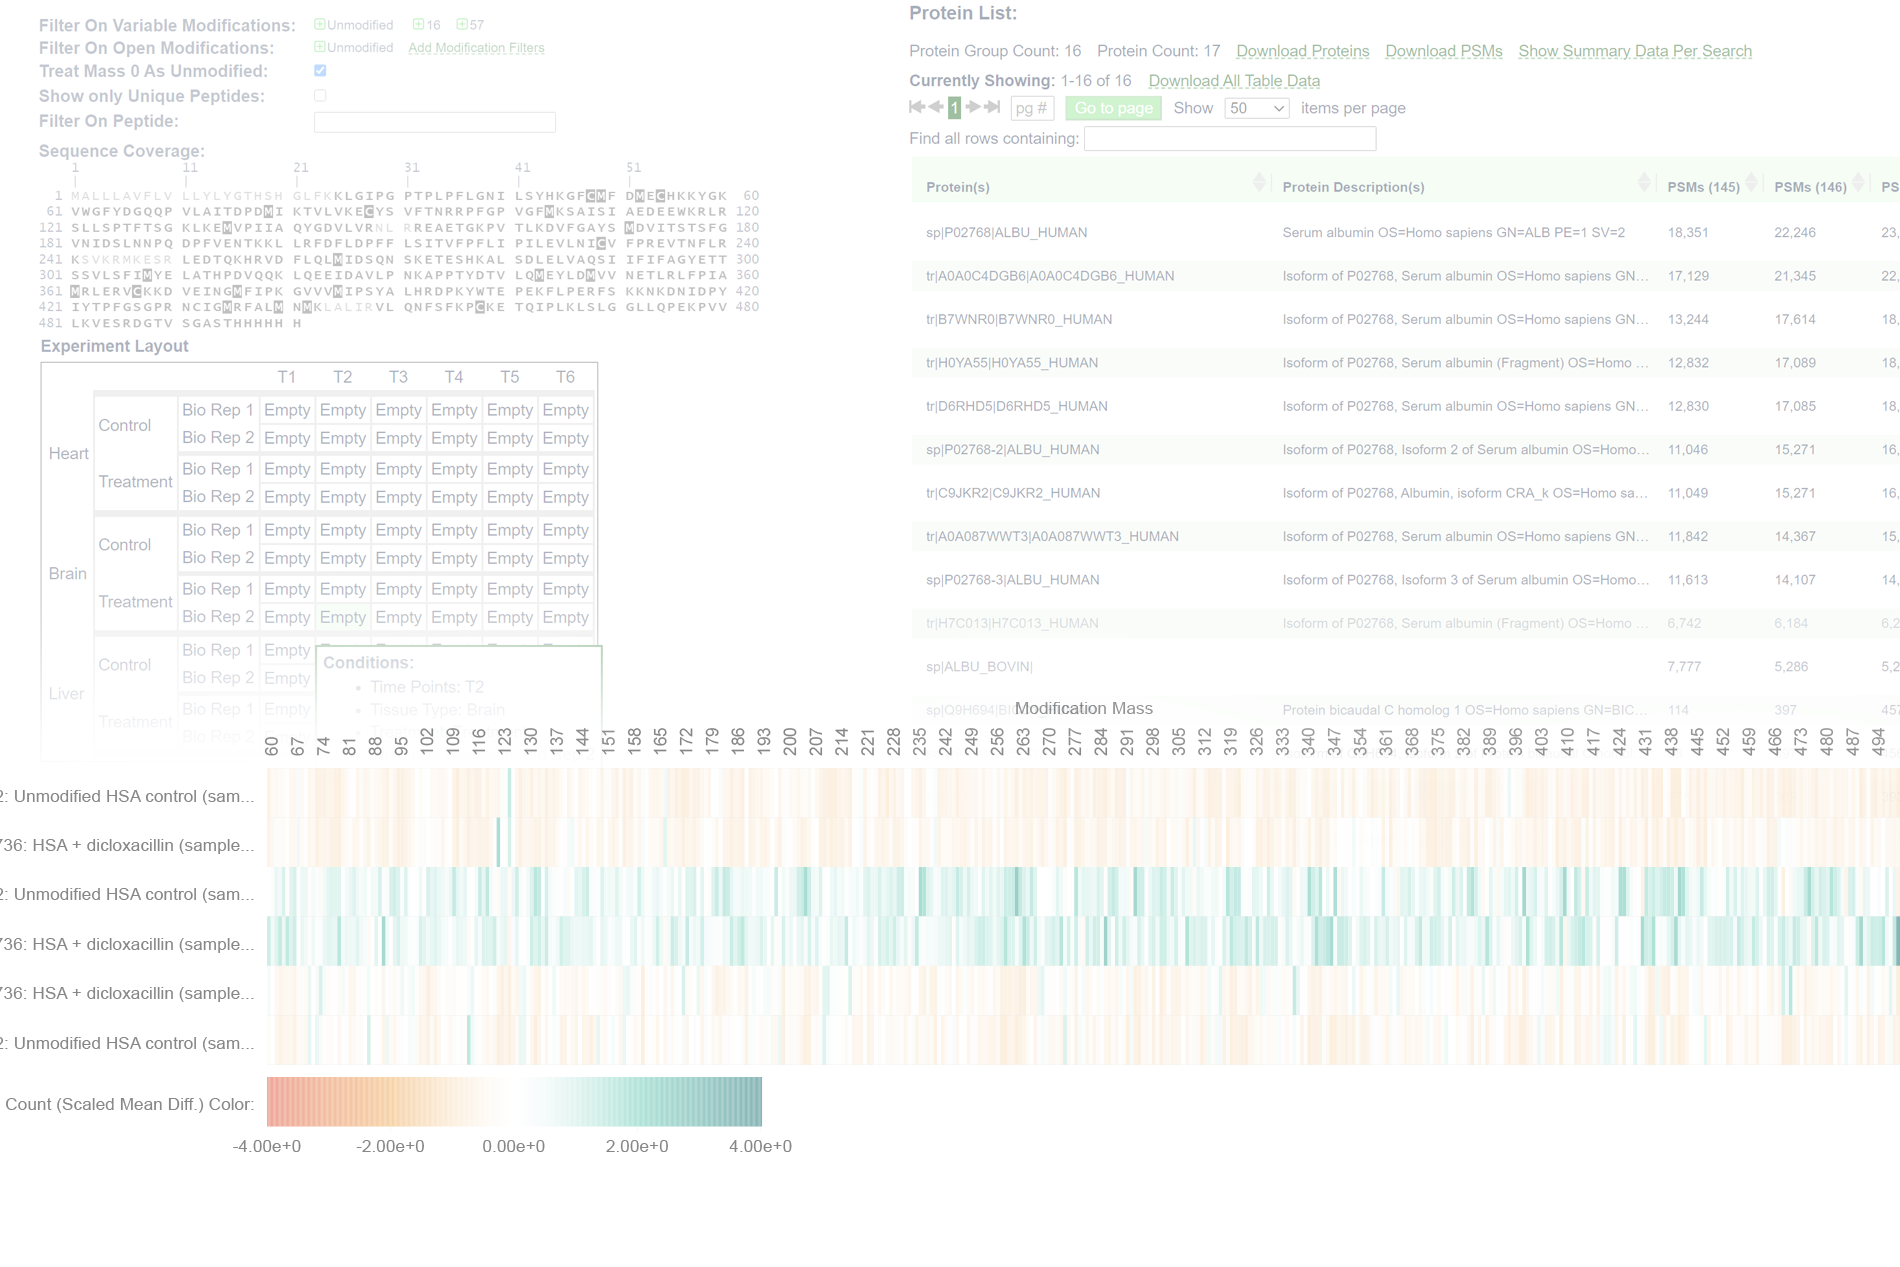 Filter On Variable Modifications: Unmodified 16 57
Filter On Open Modifications: Unmodified Add Modification Filters
Treat Mass 0 As Unmodified:
Show only Unique Peptides:
Filter On Peptide:
Sequence Coverage:
1 11 21 31 41 51
1 MALLLAVFLV LLYLYGTHSH GLFKKLGIPG PTPLPFLGNI LSYHKGFCMF DMECHKKYGK 60
61 VWGFYDGQQP VLAITDPDMI KTVLVKECYS VFTNRRPFGP VGFMKSAISI AEDEEWKRLR 120
121 SLLSPTFTSG KLKEMVPIIA QYGDVLVRNL RREAETGKPV TLKDVFGAYS MDVITSTSFG 180
181 VNIDSLNNPQ DPFVENTKKL LRFDFLDPFF LSITVFPFLI PILEVLNICV FPREVTNFLR 240
241 KSVKRMKESR LEDTQKHRVD FLQLMIDSQN SKETESHKAL SDLELVAQSI IFIFAGYETT 300
301 SSVLSFIMYE LATHPDVQQK LQEEIDAVLP NKAPPTYDTV LQMEYLDMVV NETLRLFPIA 360
361 MRLERVCKKD VEINGMFIPK GVVVMIPSYA LHRDPKYWTE PEKFLPERFS KKNKDNIDPY 420
421 IYTPFGSGPR NCIGMRFALM NMKLALIRVL QNFSFKPCKE TQIPLKLSLG GLLQPEKPVV 480
481 LKVESRDGTV SGASTHHHHH H
Experiment Layout
T1 T2 T3 T4 T5 T6
Heart Control Bio Rep 1 Empty Empty Empty Empty Empty Empty
Bio Rep 2 Empty Empty Empty Empty Empty Empty
Treatment Bio Rep 1 Empty Empty Empty Empty Empty Empty
Bio Rep 2 Empty Empty Empty Empty Empty Empty
Brain Control Bio Rep 1 Empty Empty Empty Empty Empty Empty
Bio Rep 2 Empty Empty Empty Empty Empty Empty
Treatment Bio Rep 1 Empty Empty Empty Empty Empty Empty
Bio Rep 2 Empty Empty Empty Empty Empty Empty
Liver Control Bio Rep 1 Empty
Bio Rep 2 Empty
Treatment Bio Rep 1 Empty
Bio Rep 2 Empty
Conditions:
• Time Points: T2
• Tissue Type: Brain
Protein List:
Protein Group Count: 16 Protein Count: 17 Download Proteins Download PSMs Show Summary Data Per Search
Currently Showing: 1-16 of 16 Download All Table Data
1 pg # Go to page Show 50 items per page
Find all rows containing:
Protein(s) Protein Description(s) PSMs (145) PSMs (146) PS
sp|P02768|ALBU_HUMAN Serum albumin OS=Homo sapiens GN=ALB PE=1 SV=2 18,351 22,246 23,
tr|A0A0C4DGB6|A0A0C4DGB6_HUMAN Isoform of P02768, Serum albumin OS=Homo sapiens GN... 17,129 21,345 22,
tr|B7WNR0|B7WNR0_HUMAN Isoform of P02768, Serum albumin OS=Homo sapiens GN... 13,244 17,614 18,
tr|H0YA55|H0YA55_HUMAN Isoform of P02768, Serum albumin (Fragment) OS=Homo ... 12,832 17,089 18,
tr|D6RHD5|D6RHD5_HUMAN Isoform of P02768, Serum albumin OS=Homo sapiens GN... 12,830 17,085 18,
sp|P02768-2|ALBU_HUMAN Isoform of P02768, Isoform 2 of Serum albumin OS=Homo... 11,046 15,271 16,
tr|C9JKR2|C9JKR2_HUMAN Isoform of P02768, Albumin, isoform CRA_k OS=Homo sa... 11,049 15,271 16,
tr|A0A087WWT3|A0A087WWT3_HUMAN Isoform of P02768, Serum albumin OS=Homo sapiens GN... 11,842 14,367 15,
sp|P02768-3|ALBU_HUMAN Isoform of P02768, Isoform 3 of Serum albumin OS=Homo... 11,613 14,107 14,
tr|H7C013|H7C013_HUMAN Isoform of P02768, Serum albumin (Fragment) OS=Homo ... 6,742 6,184 6,2
sp|ALBU_BOVIN| 7,777 5,286 5,2
sp|Q9H694|BI Protein bicaudal C homolog 1 OS=Homo sapiens GN=BIC... 114 397 457
Modification Mass
60 67 74 81 88 95 102 109 116 123 130 137 144 151 158 165 172 179 186 193 200 207 214 221 228 235 242 249 256 263 270 277 284 291 298 305 312 319 326 333 340 347 354 361 368 375 382 389 396 403 410 417 424 431 438 445 452 459 466 473 480 487 494
2: Unmodified HSA control (sam...
736: HSA + dicloxacillin (sample...
2: Unmodified HSA control (sam...
736: HSA + dicloxacillin (sample...
736: HSA + dicloxacillin (sample...
2: Unmodified HSA control (sam...
Count (Scaled Mean Diff.) Color:
-4.00e+0 -2.00e+0 0.00e+0 2.00e+0 4.00e+0